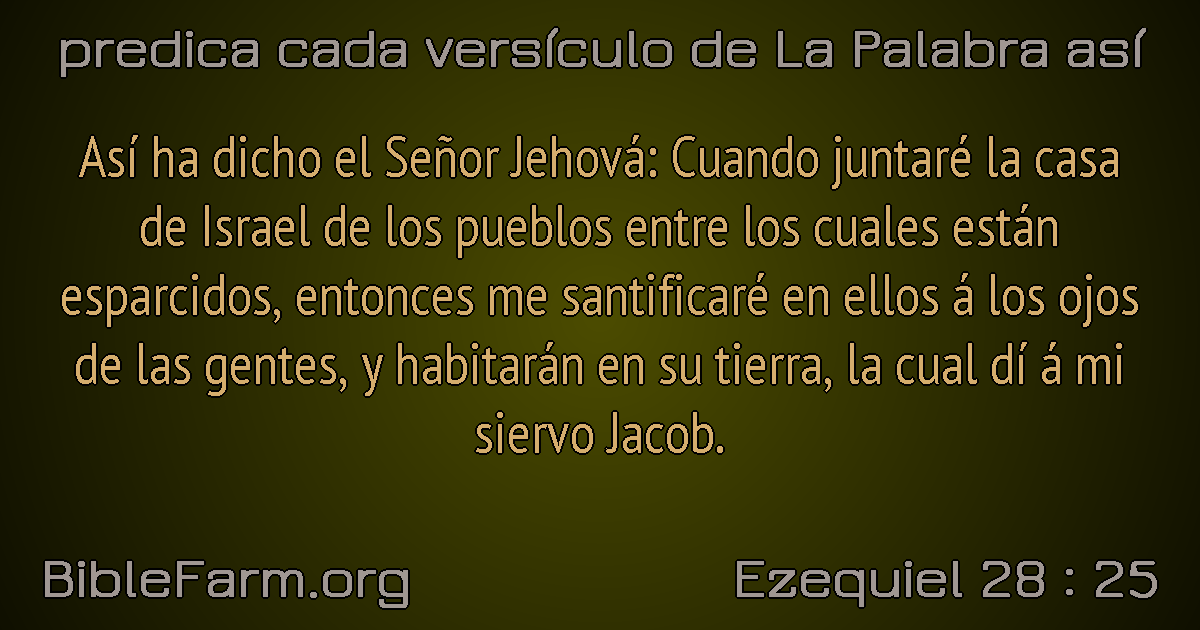 predica cada versículo de La Palabra así
Así ha dicho el Señor Jehová: Cuando juntaré la casa
de Israel de los pueblos entre los cuales están
esparcidos, entonces me santificaré en ellos á los ojos
de las gentes, y habitarán en su tierra, la cual dí á mi
siervo Jacob.
BibleFarm.org
Ezequiel 28 : 25